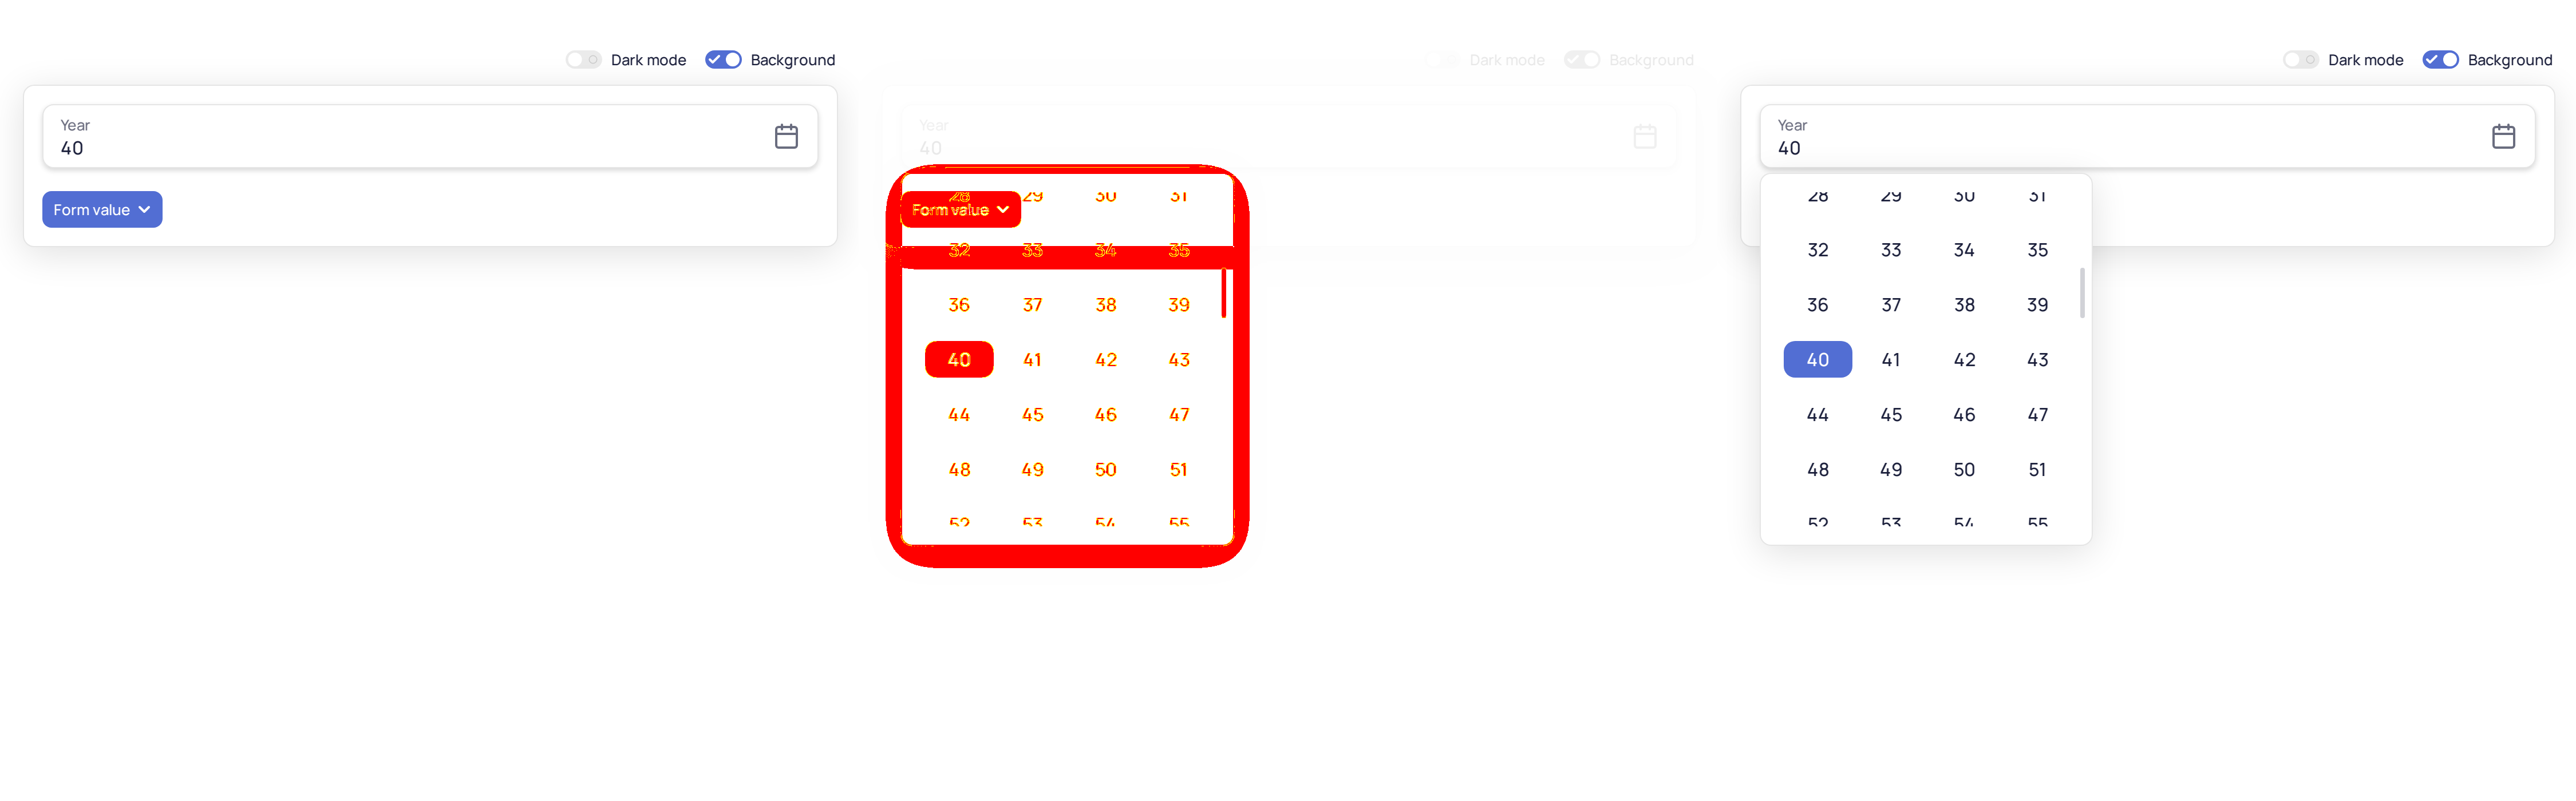 Dark mode Background
Year
40
Form value
Dark mode Background
Year
40
28 29 30 31
Form value
32 33 34 35
36 37 38 39
40 41 42 43
44 45 46 47
48 49 50 51
52 53 54 55
Dark mode Background
Year
40
28 29 30 31
32 33 34 35
36 37 38 39
40 41 42 43
44 45 46 47
48 49 50 51
52 53 54 55